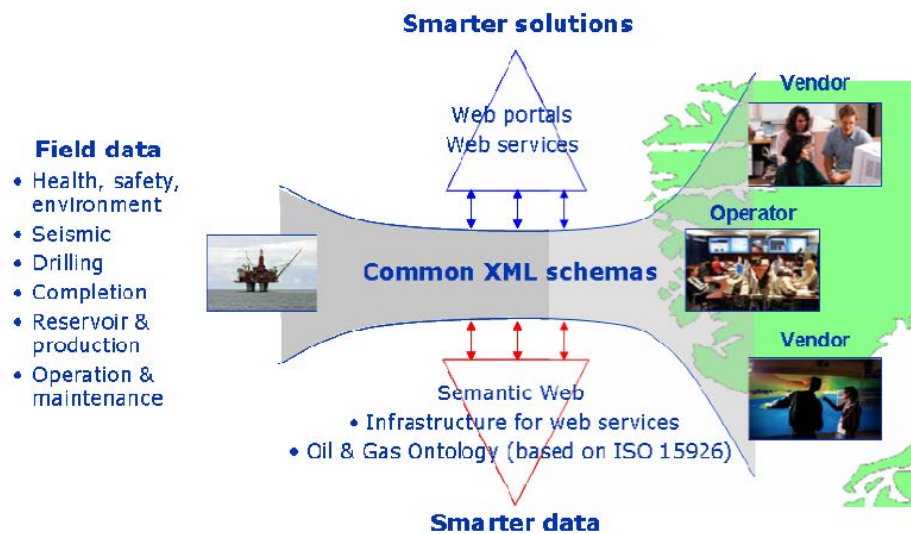 Smarter solutions
Web portals
Web services
Field data
• Health, safety,
environment
• Seismic
• Drilling
• Completion
• Reservoir &
production
• Operation &
maintenance
Common XML schemas
Vendor
Operator
Vendor
Semantic Web
• Infrastructure for web services
• Oil & Gas Ontology (based on ISO 15926)
Smarter data